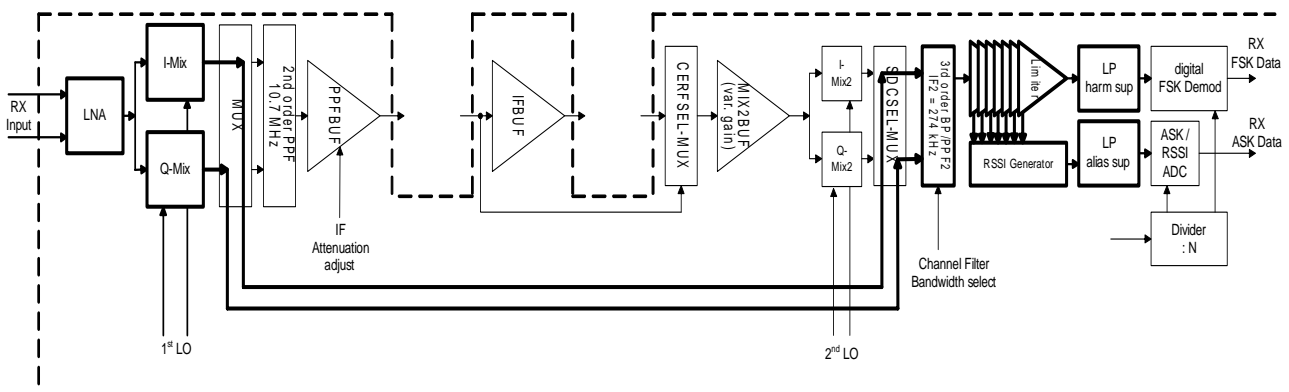 RX
Input
LNA
I-Mix
Q-Mix
MUX
2nd order PPF
10.7 MHz
PPFBUF
IF
Attenuation
adjust
1st LO
IFBUF
CERFSEL-MUX
MIX2BUF
(var. gain)
I-
Mix2
Q-
Mix2
2nd LO
SDCSEL-MUX
3rd order BP/PPF2
IF2 = 274 kHz
Channel Filter
Bandwidth select
Limiter
RSSI Generator
LP
harm sup
LP
alias sup
digital
FSK Demod
ASK /
RSSI
ADC
Divider
: N
RX
FSK Data
RX
ASK Data